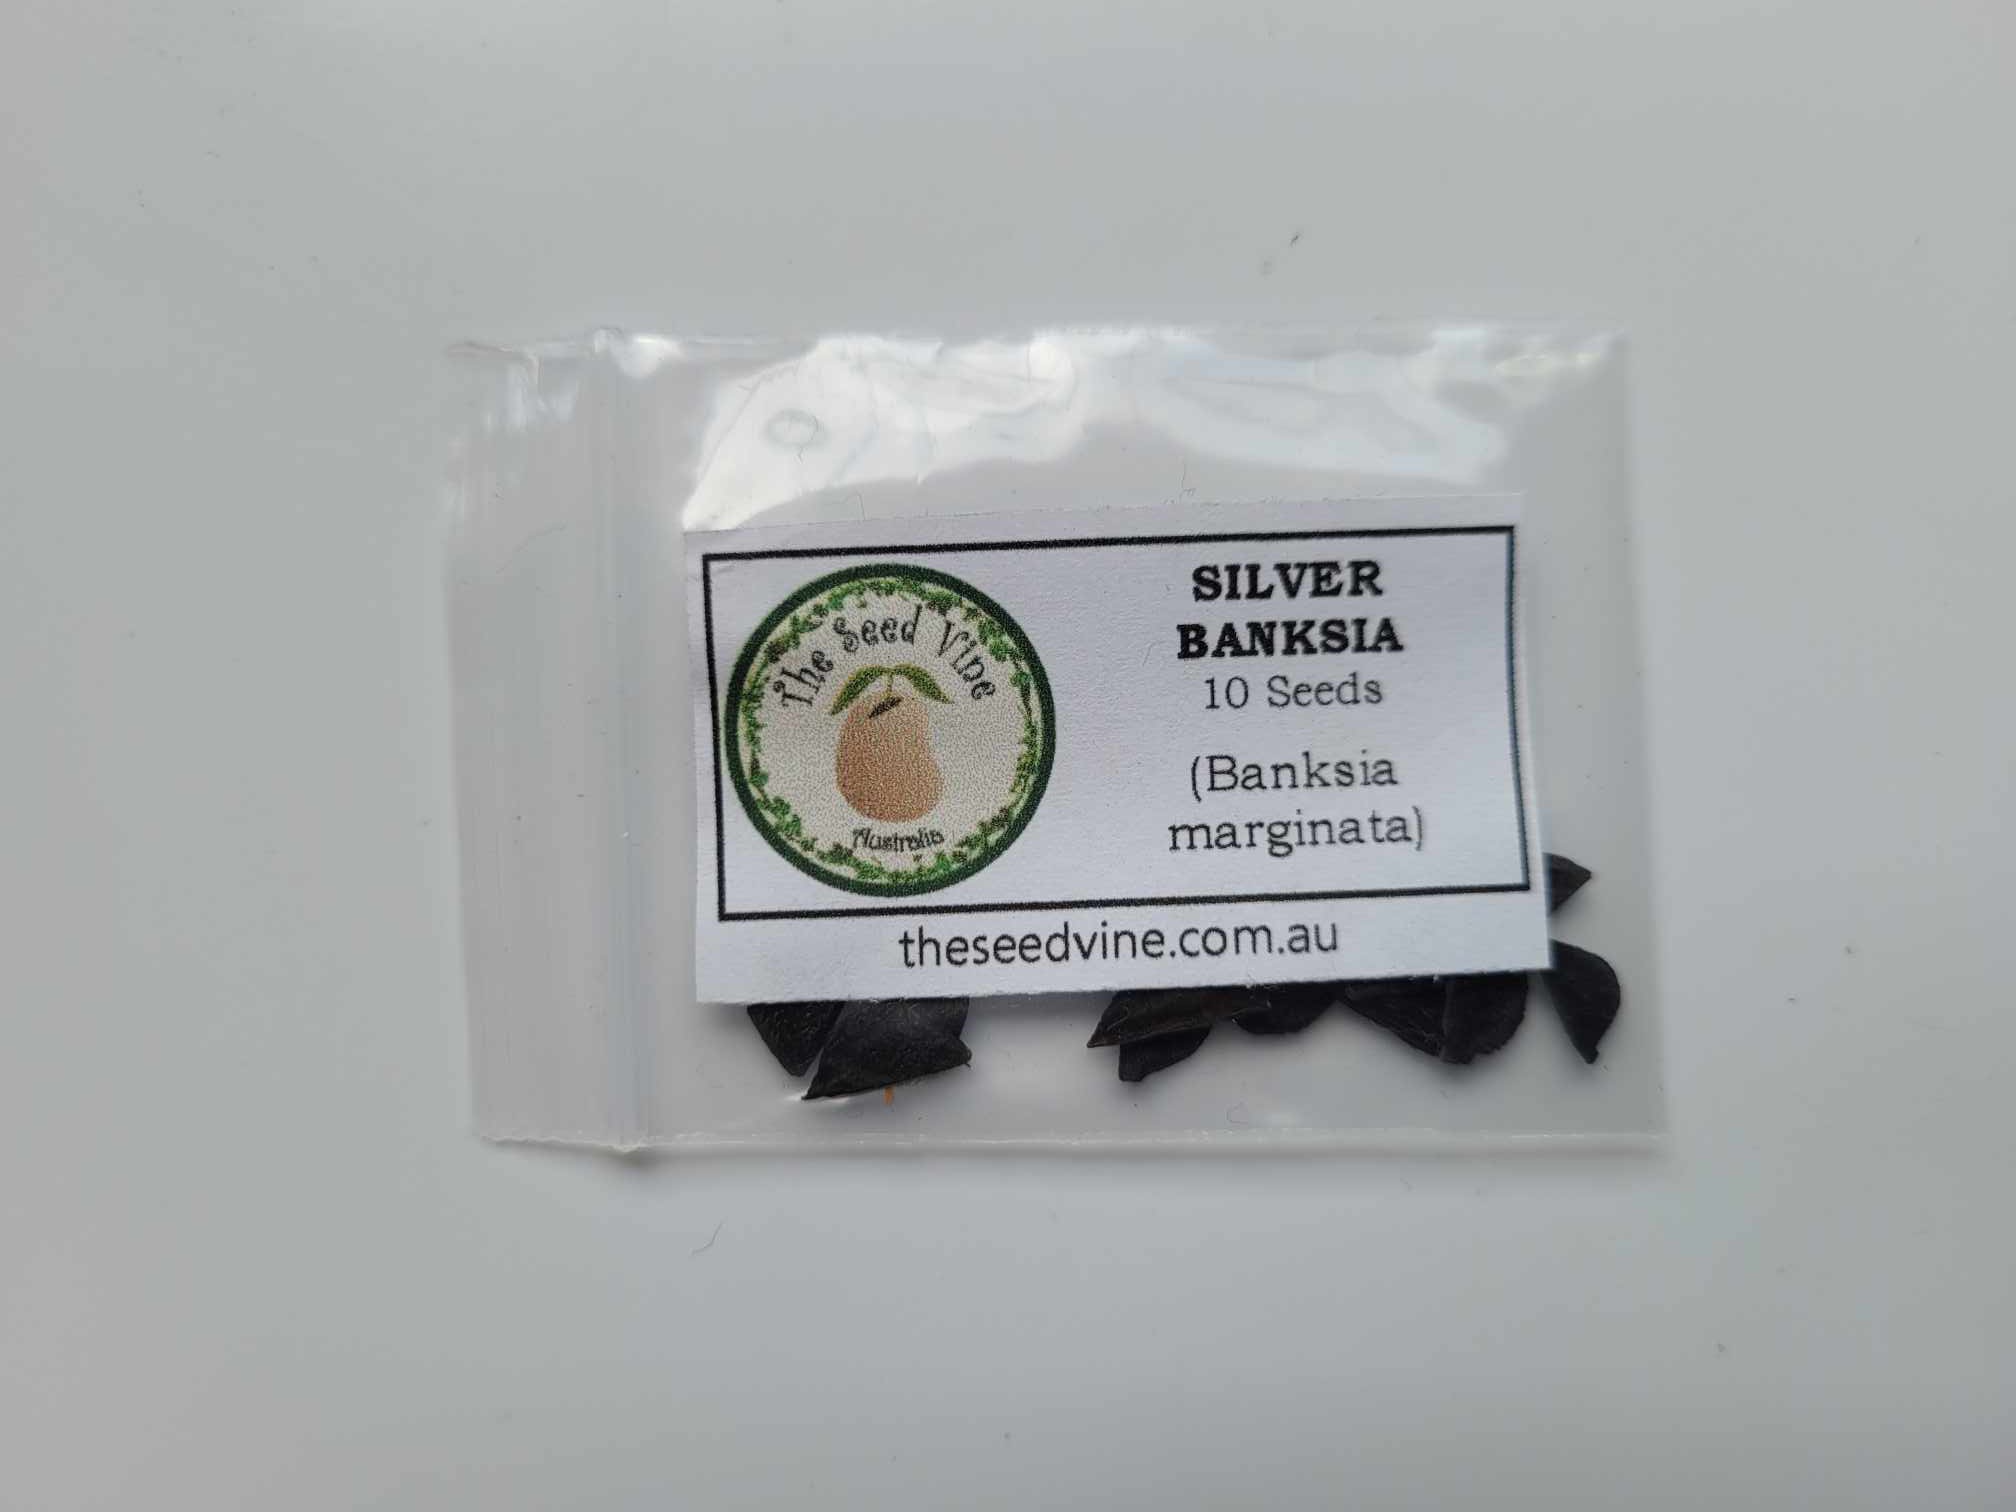 The Seed Vine
Australia
SILVER
BANKSIA
10 Seeds
(Banksia
marginata)
theseedvine.com.au